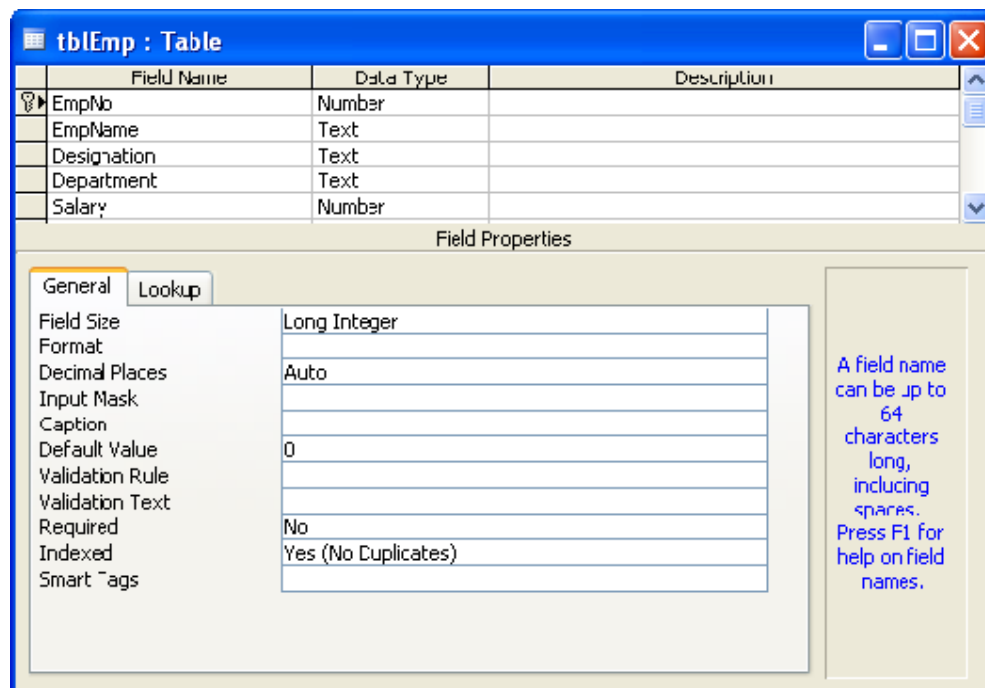 tblEmp : Table
Field Name Data Type Description
EmpNo Number
EmpName Text
Designation Text
Department Text
Salary Number
Field Properties
General Lookup
Field Size Long Integer
Format
Decimal Places Auto
Input Mask
Caption
Default Value 0
Validation Rule
Validation Text
Required No
Indexed Yes (No Duplicates)
Smart Tags
A field name
can be up to
64
characters
long,
including
spaces.
Press F1 for
help on field
names.